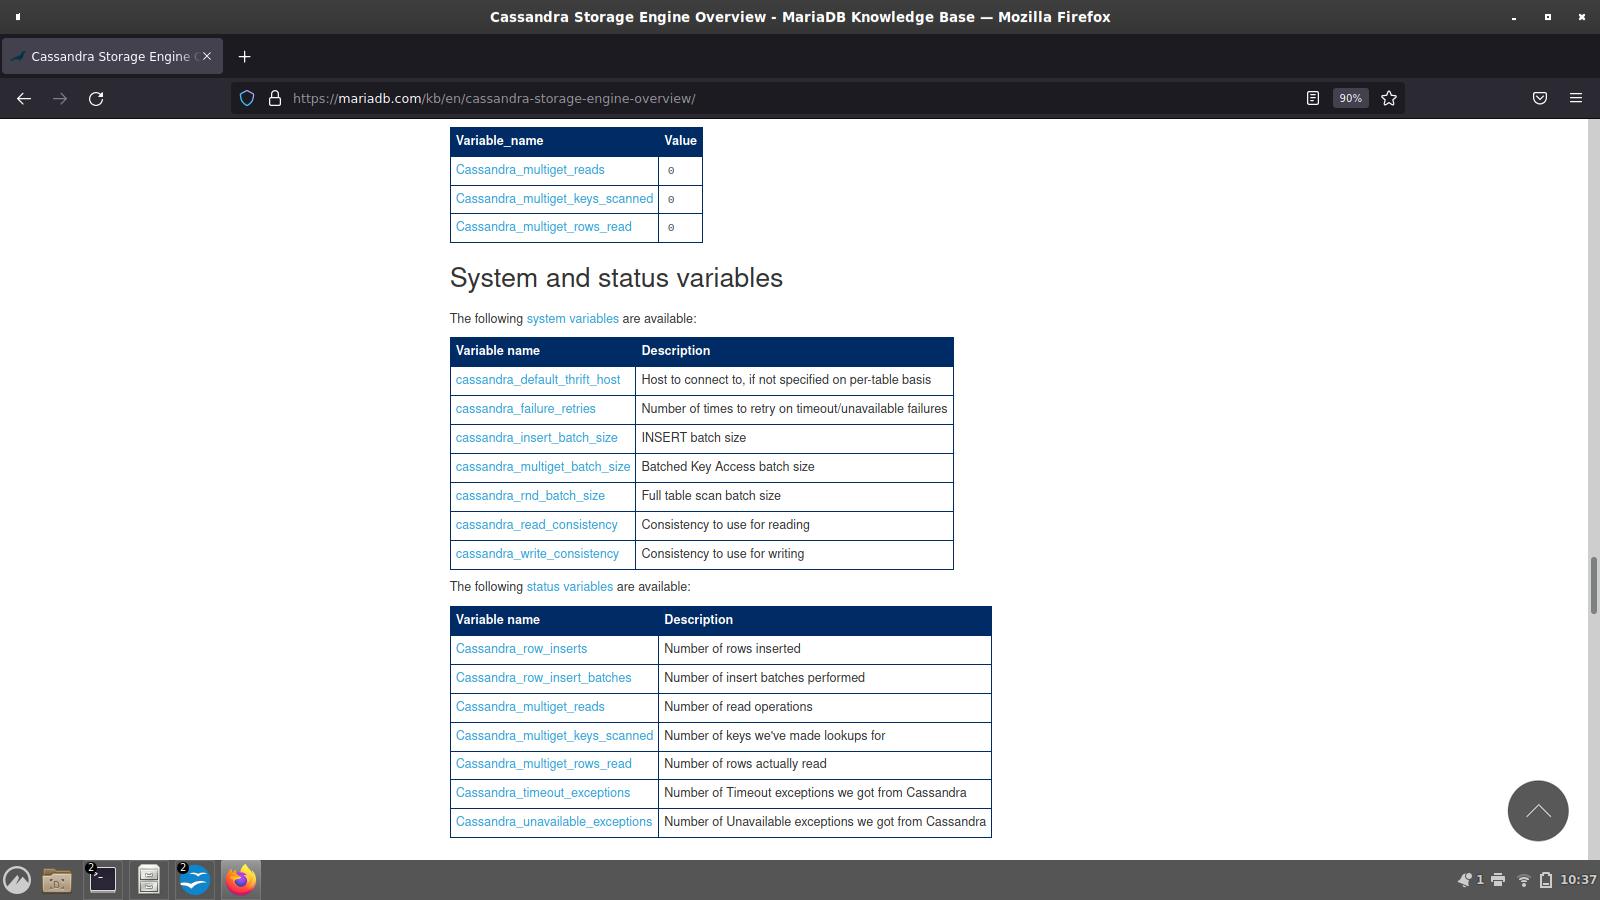 Cassandra Storage Engine Overview - MariaDB Knowledge Base — Mozilla Firefox
Cassandra Storage Engine
https://mariadb.com/kb/en/cassandra-storage-engine-overview/
90%
Variable_name Value
Cassandra_multiget_reads 0
Cassandra_multiget_keys_scanned 0
Cassandra_multiget_rows_read 0
System and status variables
The following system variables are available:
Variable name Description
cassandra_default_thrift_host Host to connect to, if not specified on per-table basis
cassandra_failure_retries Number of times to retry on timeout/unavailable failures
cassandra_insert_batch_size INSERT batch size
cassandra_multiget_batch_size Batched Key Access batch size
cassandra_rnd_batch_size Full table scan batch size
cassandra_read_consistency Consistency to use for reading
cassandra_write_consistency Consistency to use for writing
The following status variables are available:
Variable name Description
Cassandra_row_inserts Number of rows inserted
Cassandra_row_insert_batches Number of insert batches performed
Cassandra_multiget_reads Number of read operations
Cassandra_multiget_keys_scanned Number of keys we've made lookups for
Cassandra_multiget_rows_read Number of rows actually read
Cassandra_timeout_exceptions Number of Timeout exceptions we got from Cassandra
Cassandra_unavailable_exceptions Number of Unavailable exceptions we got from Cassandra
2 2 1 10:37